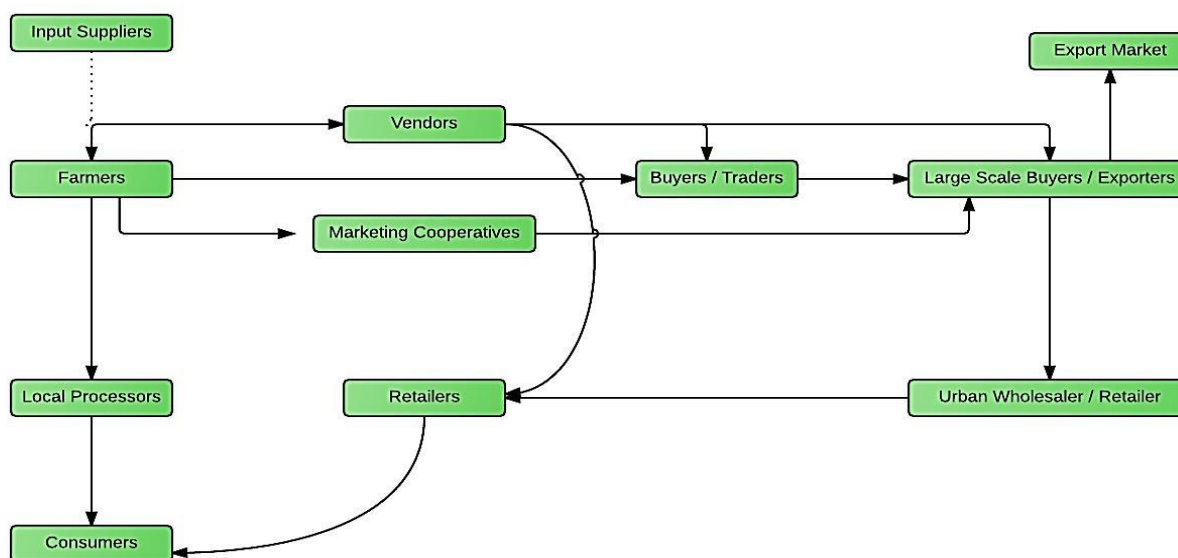 Input Suppliers
Export Market
Vendors
Farmers
Buyers / Traders
Large Scale Buyers / Exporters
Marketing Cooperatives
Local Processors
Retailers
Urban Wholesaler / Retailer
Consumers